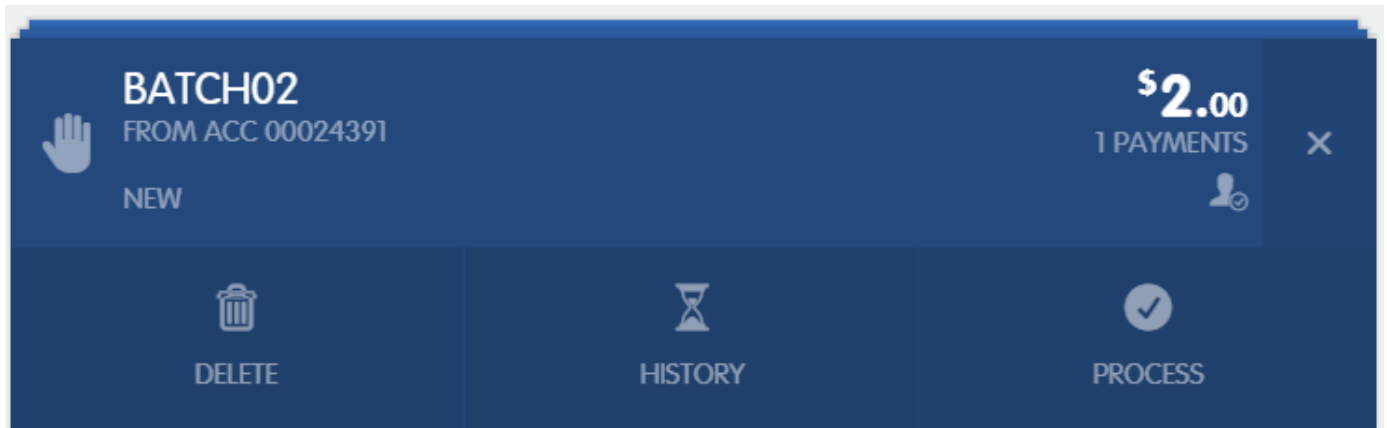 BATCH02
FROM ACC 00024391
NEW
$2.00
1 PAYMENTS
DELETE
HISTORY
PROCESS